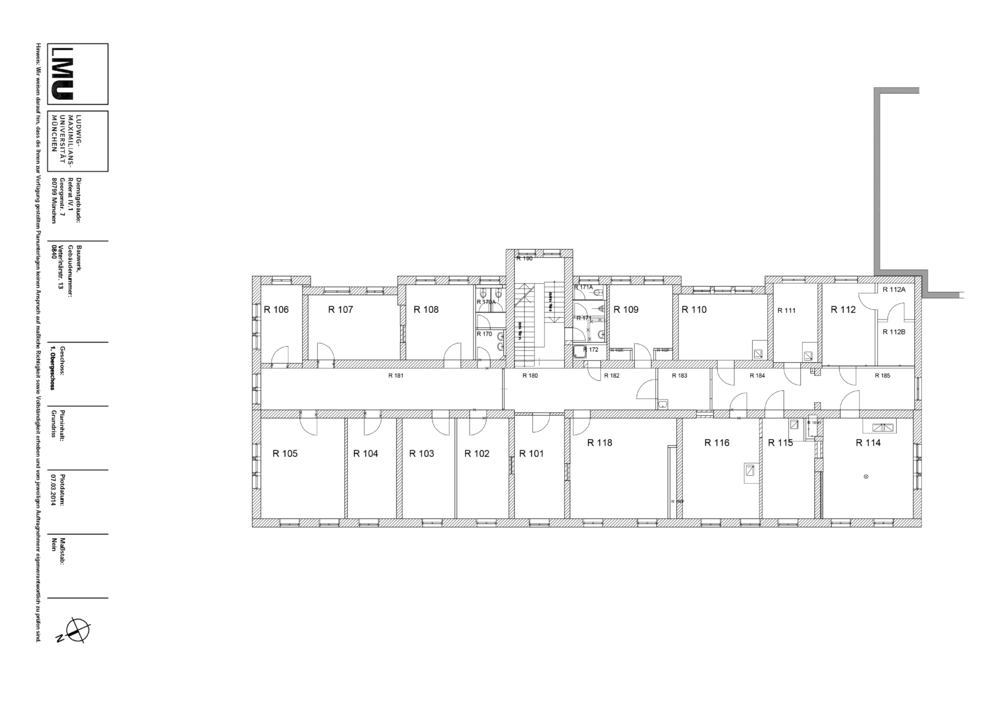 LMU
LUDWIG-
MAXIMILIANS-
UNIVERSITÄT
MÜNCHEN
Dienstgebäude:
Referat IV.1
Georgenstr. 7
80799 München
Bauwerk,
Gebäudenummer:
Veterinärstr. 13
0840
Geschoss:
1. Obergeschoss
Planinhalt:
Grundriss
Plotdatum:
07.03.2014
Maßstab:
Nein
N
Hinweis: Wir weisen darauf hin, dass die Ihnen zur Verfügung gestellten Planunterlagen keinen Anspruch auf maßliche Richtigkeit sowie Vollständigkeit erheben und vom jeweiligen Auftragnehmer eigenverantwortlich zu prüfen sind.
R 190
R 106
R 107
R 108
R 170A
R 170
R 171A
R 171
R 172
R 109
R 110
R 111
R 112
R 112A
R 112B
R 181
R 180
R 182
R 183
R 184
R 185
R 105
R 104
R 103
R 102
R 101
R 118
R 116
R 115
R 114